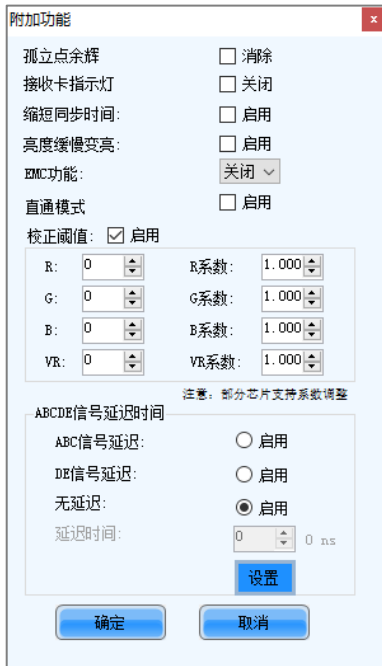 附加功能 x
孤立点余辉 消除
接收卡指示灯 关闭
缩短同步时间: 启用
亮度缓慢变亮: 启用
EMC功能: 关闭
直通模式 启用
校正阈值: 启用
R: 0 R系数: 1.000
G: 0 G系数: 1.000
B: 0 B系数: 1.000
VR: 0 VR系数: 1.000
注意: 部分芯片支持系数调整
ABCDE信号延迟时间
ABC信号延迟: 启用
DE信号延迟: 启用
无延迟: 启用
延迟时间: 0 0 ns
设置
确定 取消